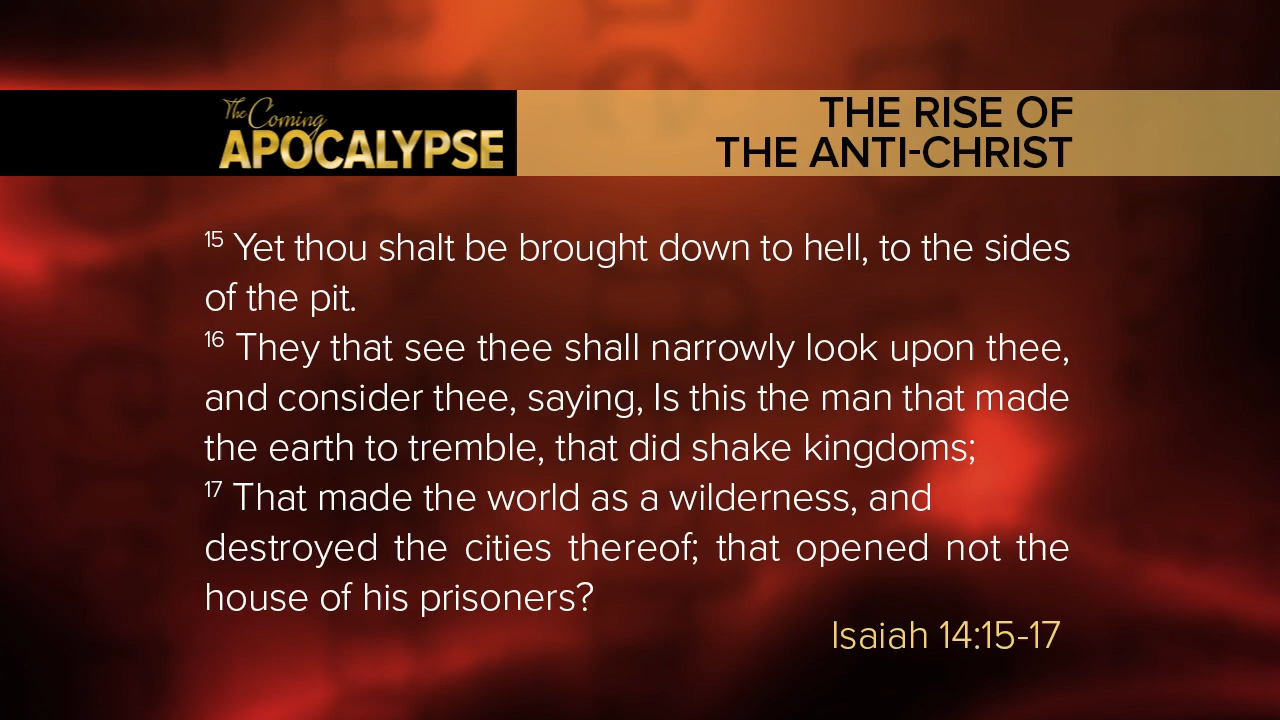 The Coming
APOCALYPSE
THE RISE OF
THE ANTI-CHRIST
15 Yet thou shalt be brought down to hell, to the sides
of the pit.
16 They that see thee shall narrowly look upon thee,
and consider thee, saying, Is this the man that made
the earth to tremble, that did shake kingdoms;
17 That made the world as a wilderness, and
destroyed the cities thereof; that opened not the
house of his prisoners?
Isaiah 14:15-17